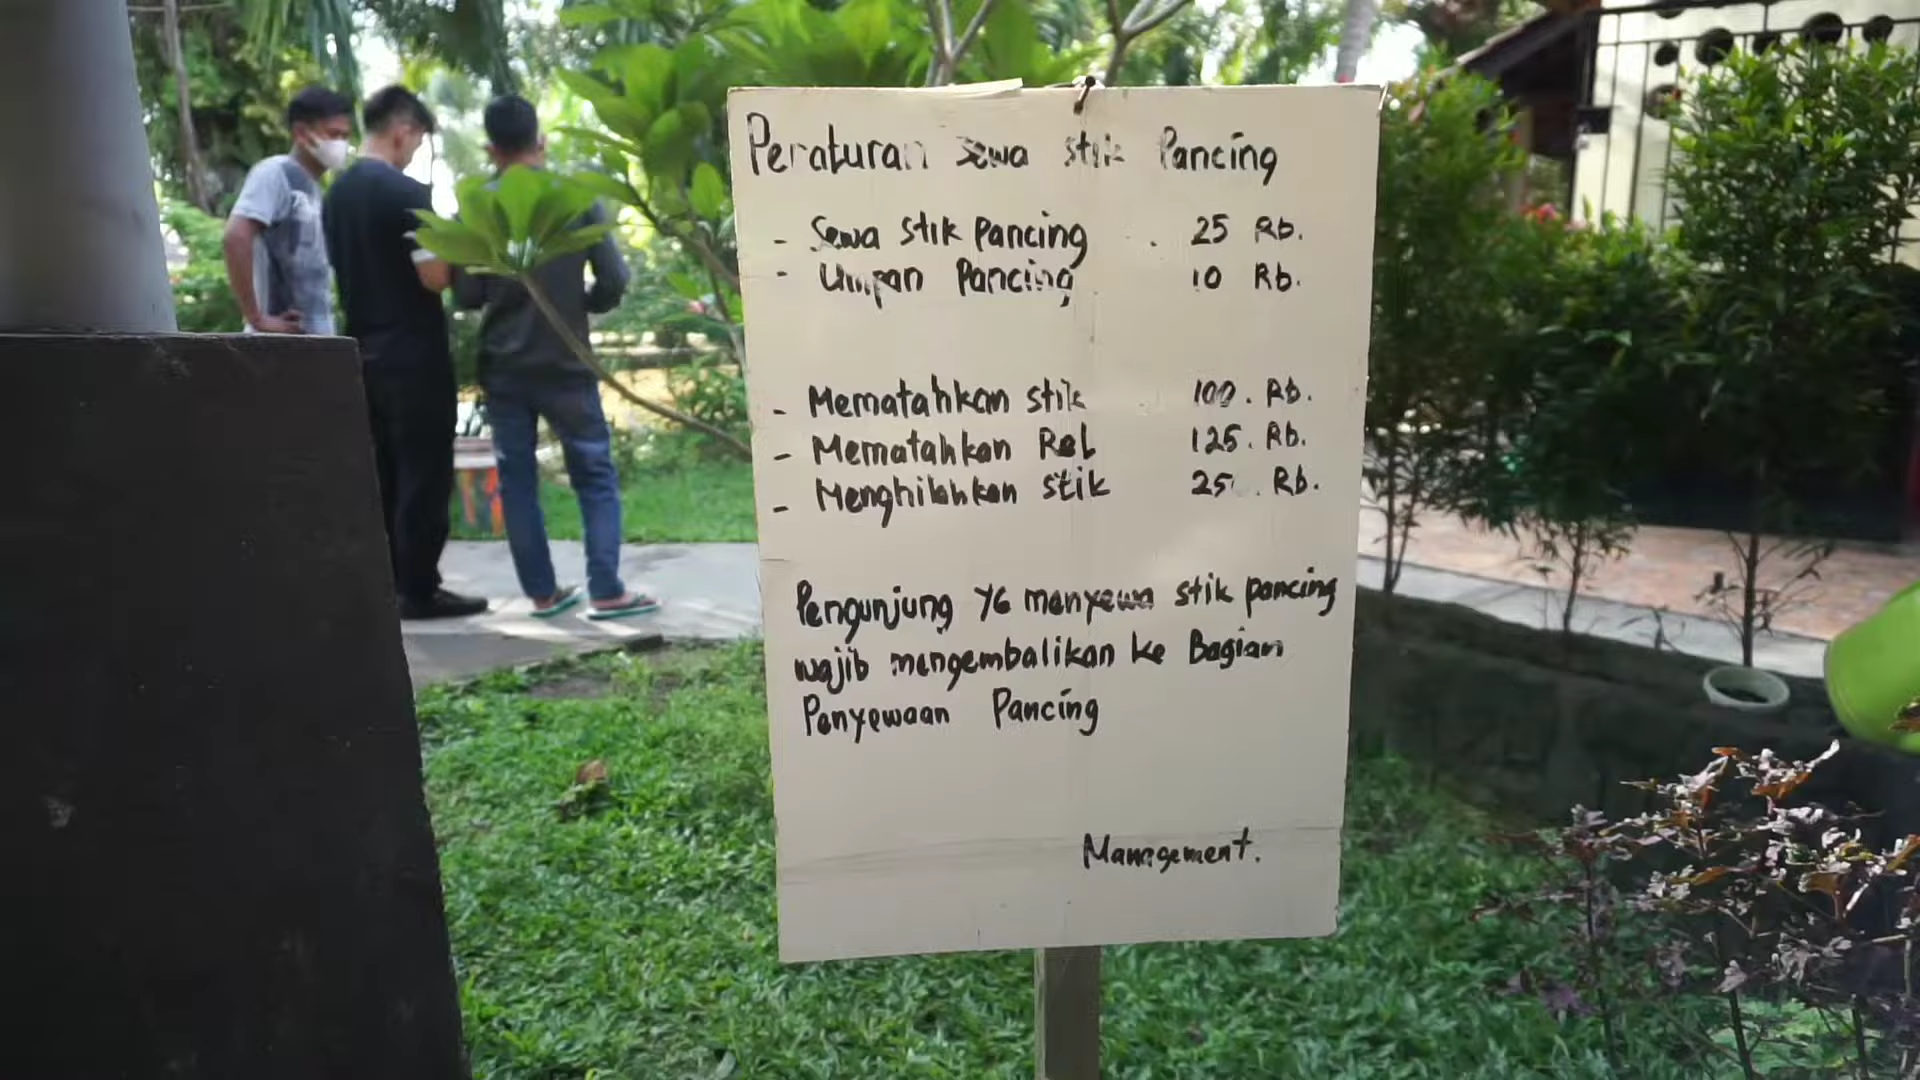 Peraturan Sewa stik Pancing
- Sewa stik pancing . 25 Rb.
- Umpan Pancing 10 Rb.
- Mematahkan stik 100. Rb.
- Mematahkan Rel 125. Rb.
- Menghilahkan stik Rb.
Pengunjung YG menyewa stik pancing
wajib mengembalikan ke Bagian
Penyewaan Pancing
Management.